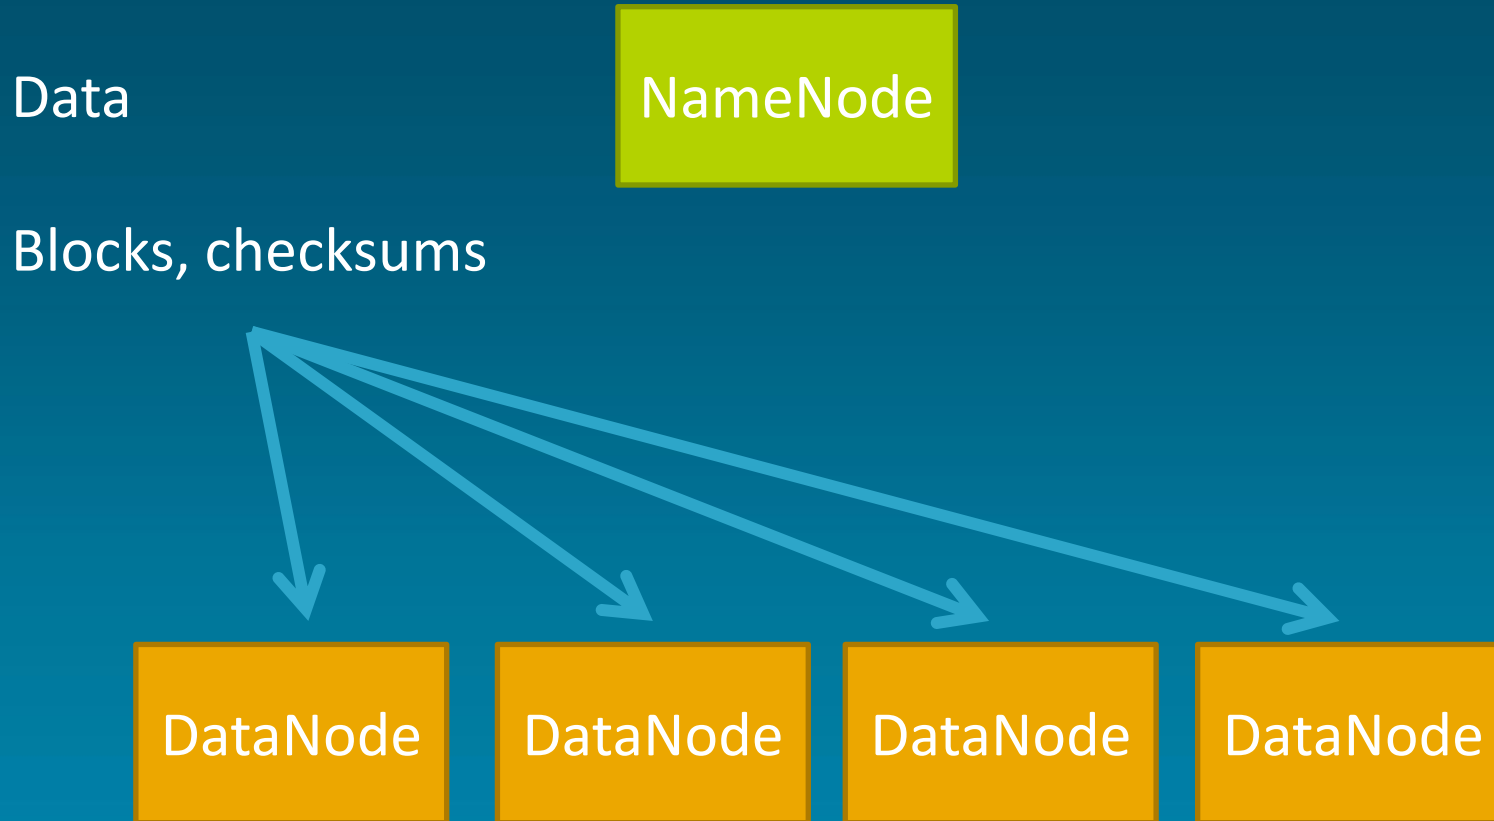 Data
NameNode
Blocks, checksums
DataNode
DataNode
DataNode
DataNode